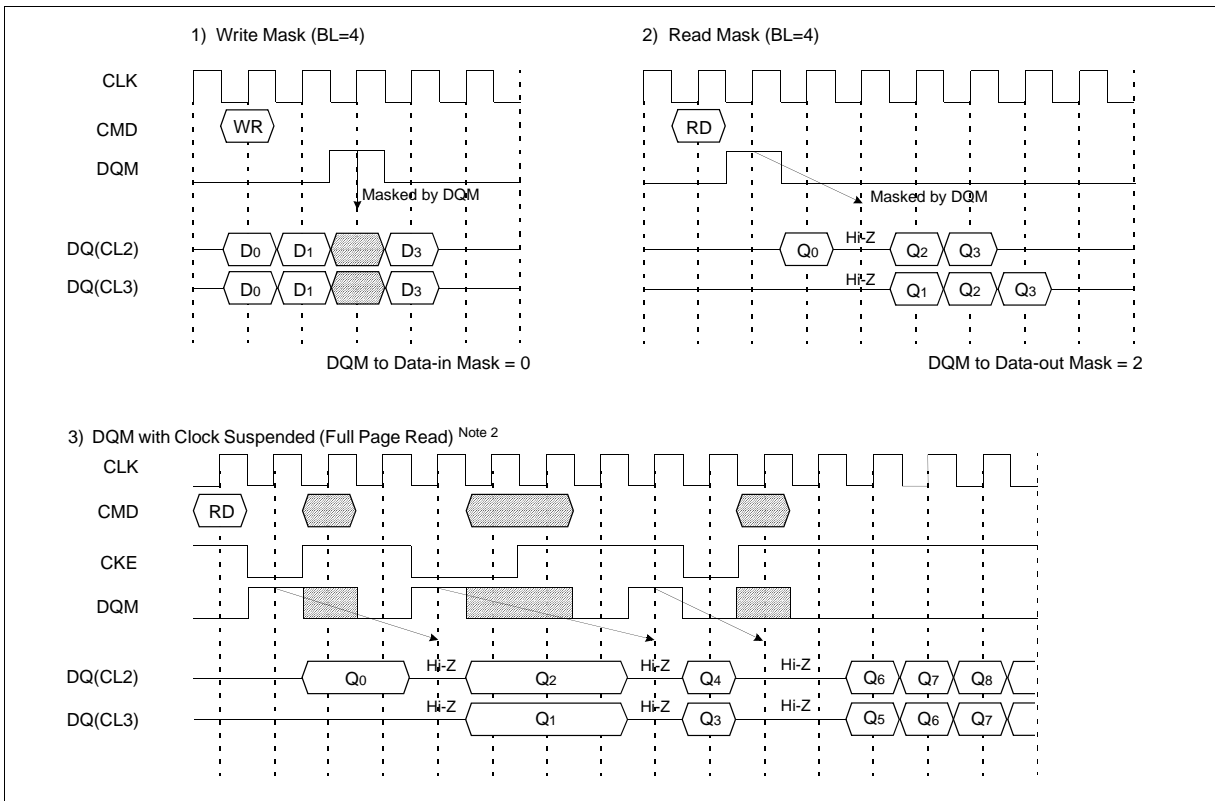 1) Write Mask (BL=4)
2) Read Mask (BL=4)
CLK
CMD WR RD
DQM
Masked by DQM
Masked by DQM
DQ(CL2) D0 D1 D3 Q0 Hi-Z Q2 Q3
DQ(CL3) D0 D1 D3 Hi-Z Q1 Q2 Q3
DQM to Data-in Mask = 0
DQM to Data-out Mask = 2
3) DQM with Clock Suspended (Full Page Read) Note 2
CLK
CMD RD
CKE
DQM
DQ(CL2) Q0 Hi-Z Q2 Hi-Z Q4 Hi-Z Q6 Q7 Q8
DQ(CL3) Hi-Z Q1 Hi-Z Q3 Hi-Z Q5 Q6 Q7